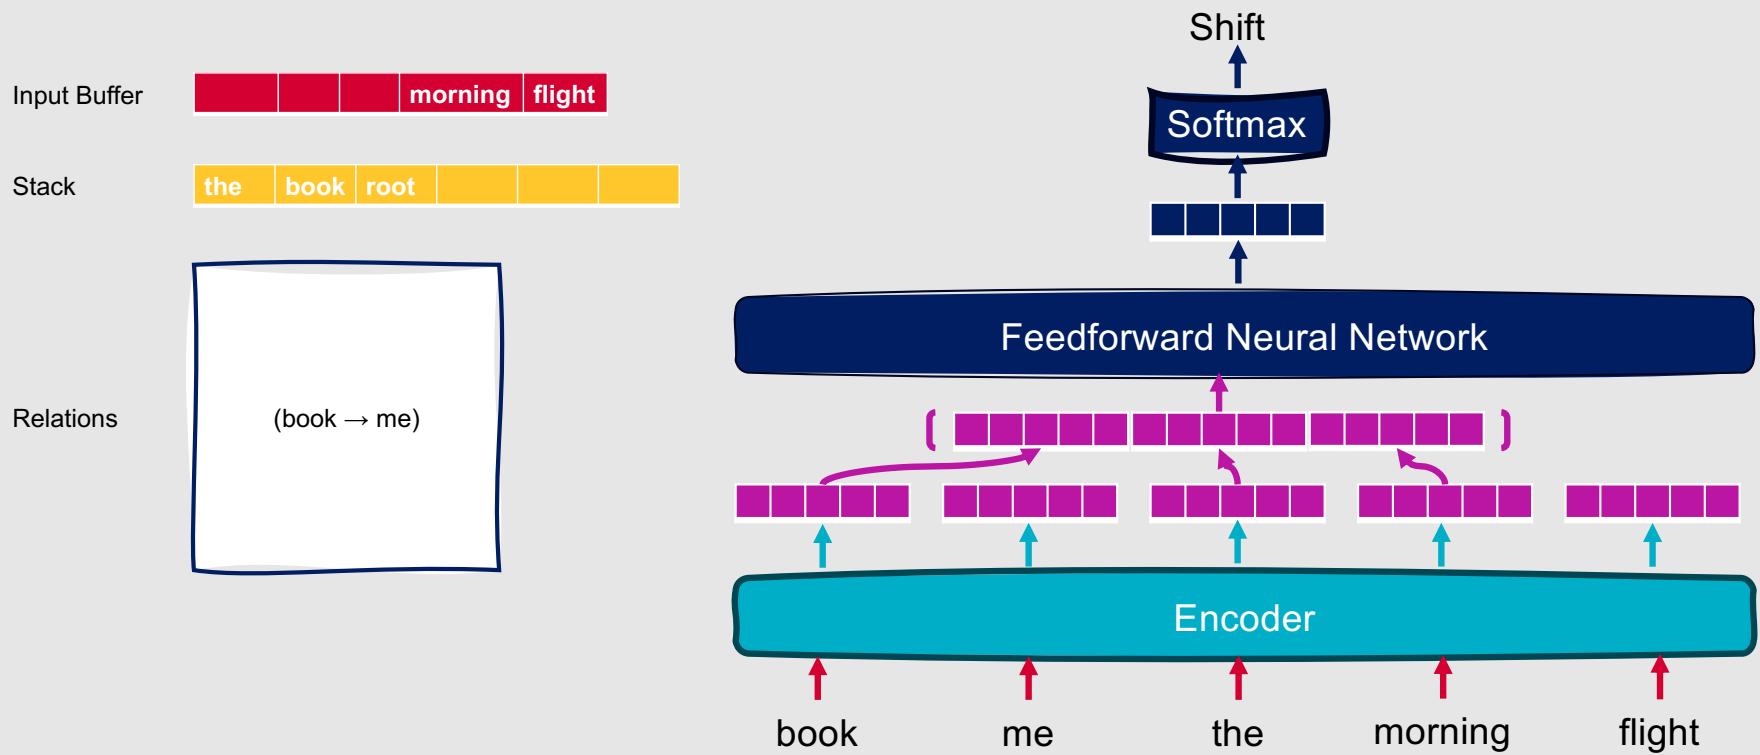 Shift
Input Buffer
morning flight
Softmax
Stack
the book root
Feedforward Neural Network
Relations
(book → me)
Encoder
book me the morning flight